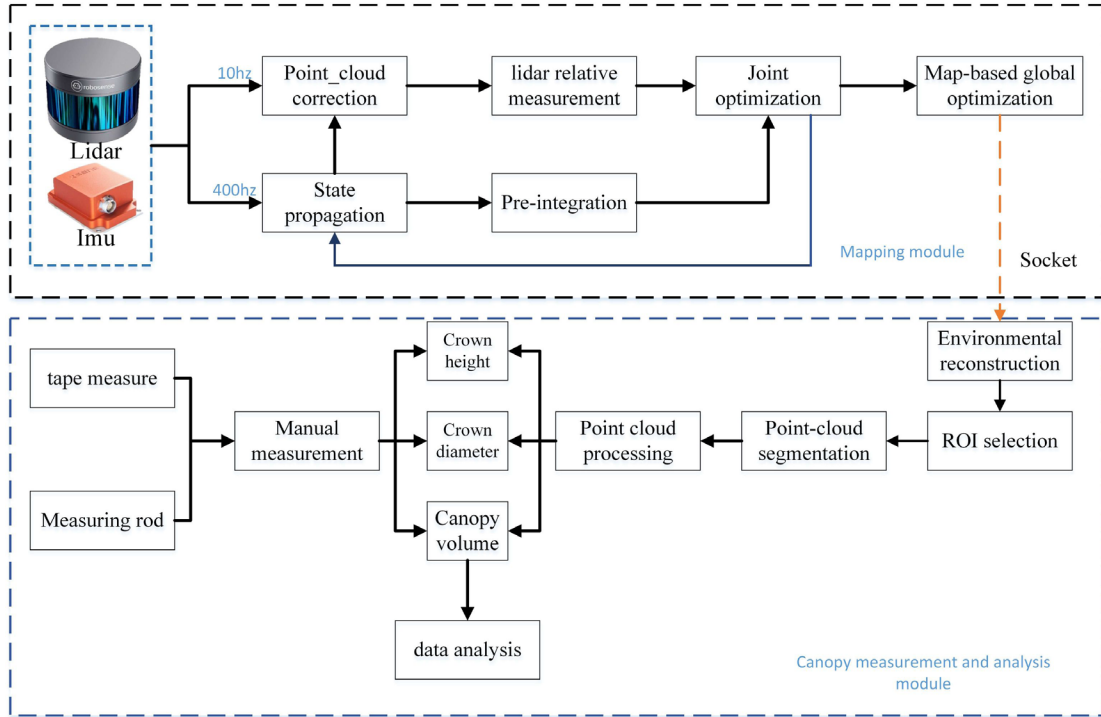 10hz
Point_cloud
correction
lidar relative
measurement
Joint
optimization
Map-based global
optimization
robosense
Lidar
400hz
State
propagation
Pre-integration
Imu
Mapping module
Socket
Crown
height
Environmental
reconstruction
tape measure
Manual
measurement
Crown
diameter
Point cloud
processing
Point-cloud
segmentation
ROI selection
Measuring rod
Canopy
volume
data analysis
Canopy measurement and analysis
module